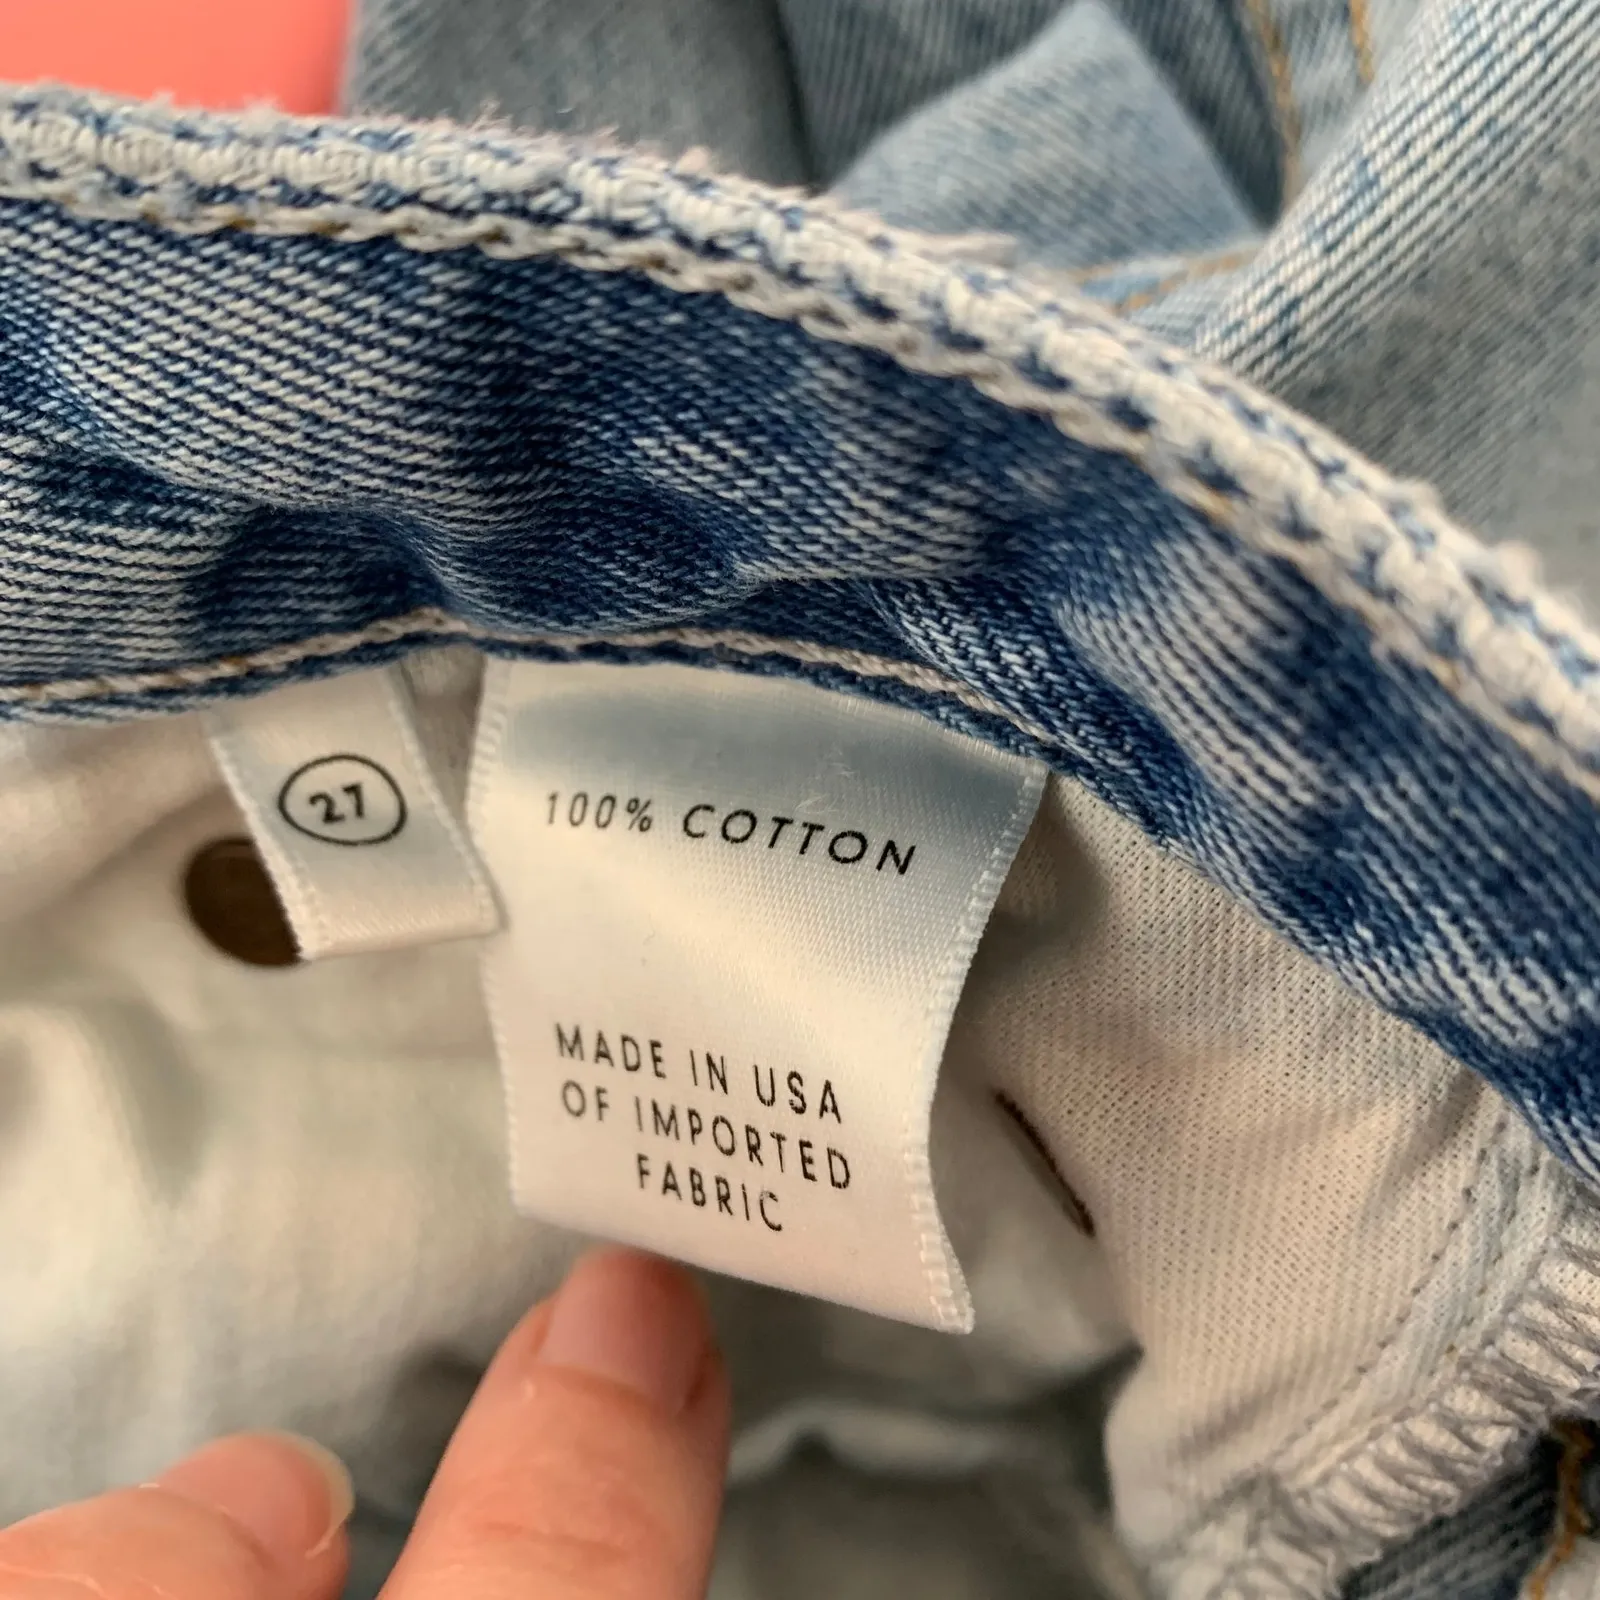 27
100% COTTON
MADE IN USA
OF IMPORTED
FABRIC